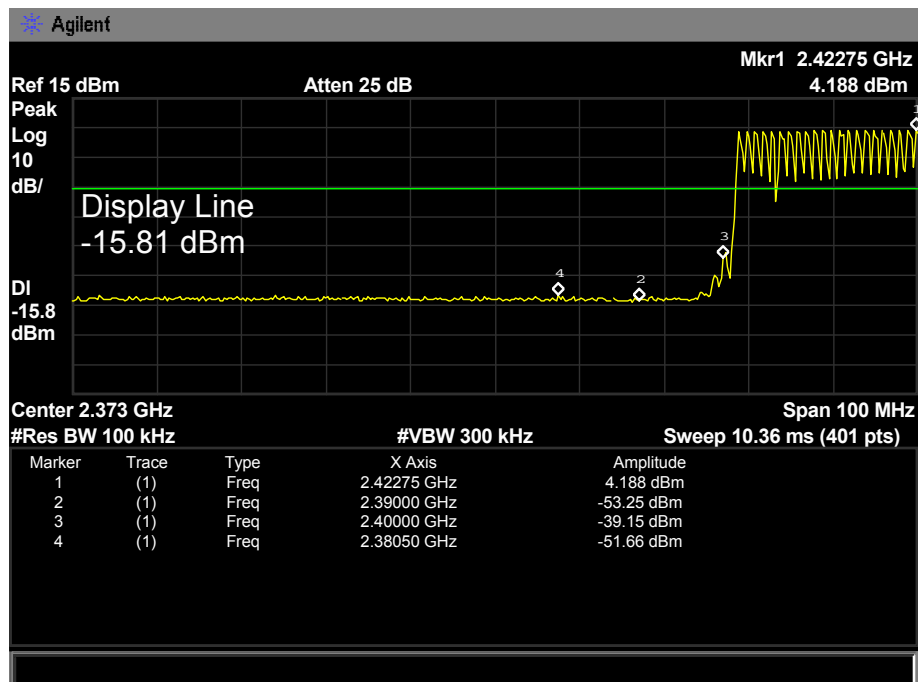 Agilent
Mkr1 2.42275 GHz
Ref 15 dBm Atten 25 dB 4.188 dBm
Peak
Log
10
dB/
1
Display Line
-15.81 dBm
3
4
2
DI
-15.8
dBm
Center 2.373 GHz Span 100 MHz
#Res BW 100 kHz #VBW 300 kHz Sweep 10.36 ms (401 pts)
Marker Trace Type X Axis Amplitude
1 (1) Freq 2.42275 GHz 4.188 dBm
2 (1) Freq 2.39000 GHz -53.25 dBm
3 (1) Freq 2.40000 GHz -39.15 dBm
4 (1) Freq 2.38050 GHz -51.66 dBm